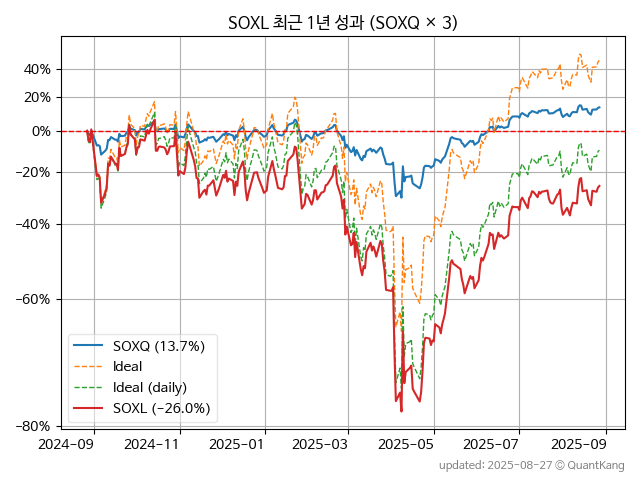 SOXL 최근 1년 성과 (SOXQ × 3)
40%
20%
0%
−20%
−40%
−60%
−80%
SOXQ (13.7%)
Ideal
Ideal (daily)
SOXL (−26.0%)
2024-09 2024-11 2025-01 2025-03 2025-05 2025-07 2025-09
updated: 2025-08-27 © QuantKang